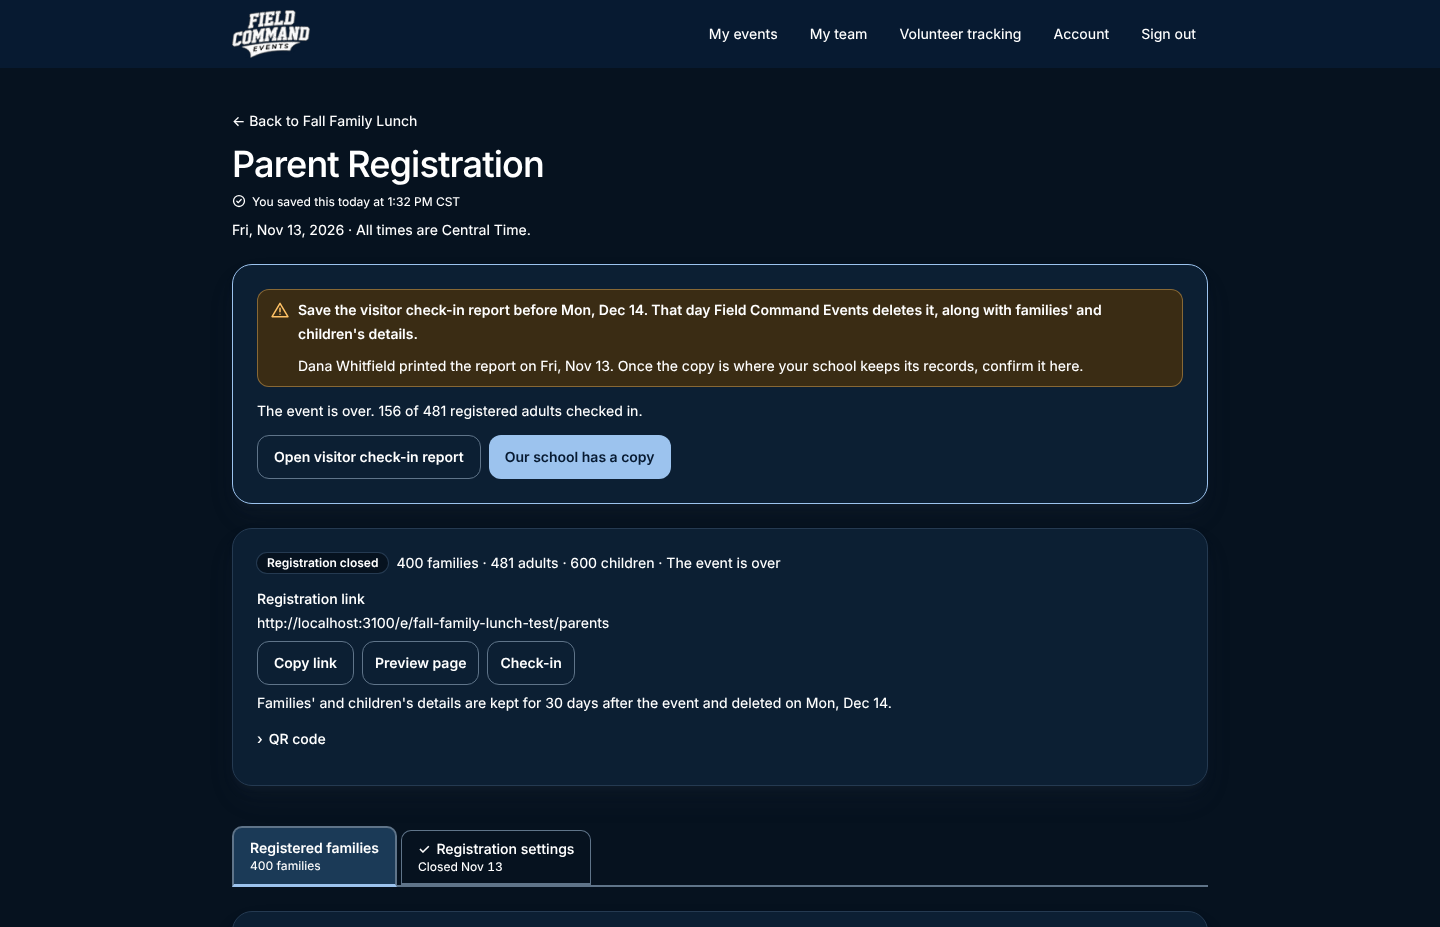 FIELD
COMMAND
EVENTS
My events
My team
Volunteer tracking
Account
Sign out
← Back to Fall Family Lunch
Parent Registration
You saved this today at 1:32 PM CST
Fri, Nov 13, 2026 · All times are Central Time.
Save the visitor check-in report before Mon, Dec 14. That day Field Command Events deletes it, along with families' and
children's details.
Dana Whitfield printed the report on Fri, Nov 13. Once the copy is where your school keeps its records, confirm it here.
The event is over. 156 of 481 registered adults checked in.
Open visitor check-in report
Our school has a copy
Registration closed
400 families · 481 adults · 600 children · The event is over
Registration link
http://localhost:3100/e/fall-family-lunch-test/parents
Copy link
Preview page
Check-in
Families' and children's details are kept for 30 days after the event and deleted on Mon, Dec 14.
› QR code
Registered families
400 families
✓ Registration settings
Closed Nov 13